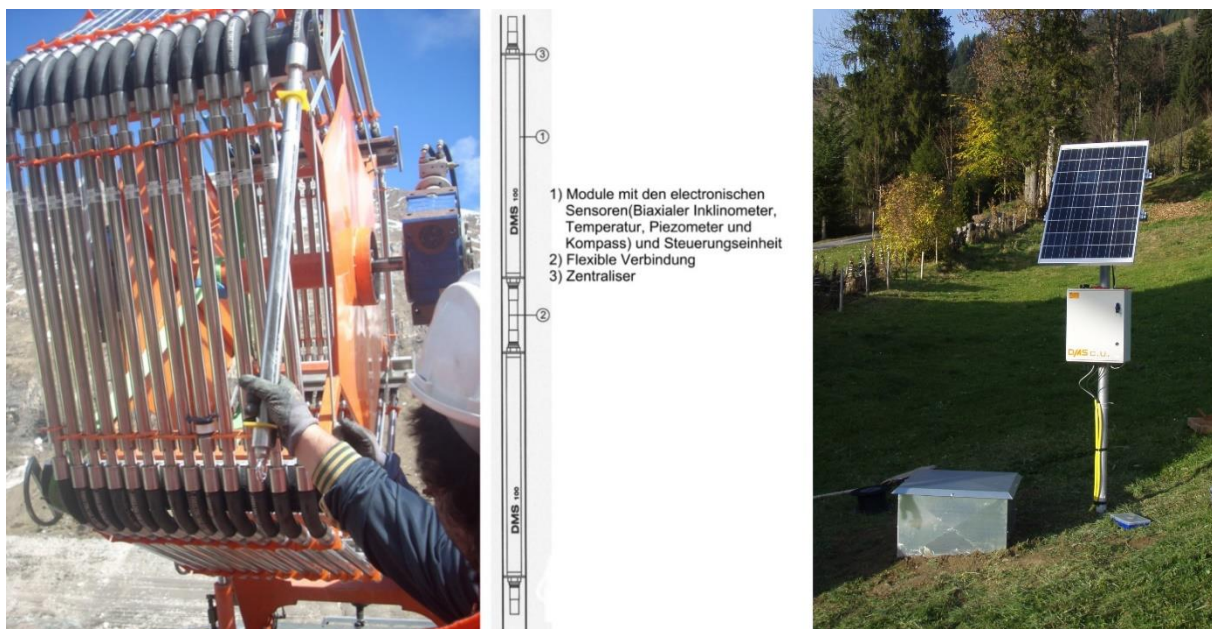 3
1
DMS 100
1) Module mit den electronischen
Sensoren(Biaxialer Inklinometer,
Temperatur, Piezometer und
Kompass) und Steuerungseinheit
2) Flexible Verbindung
3) Zentraliser
2
DMS 100
DMS c.u.